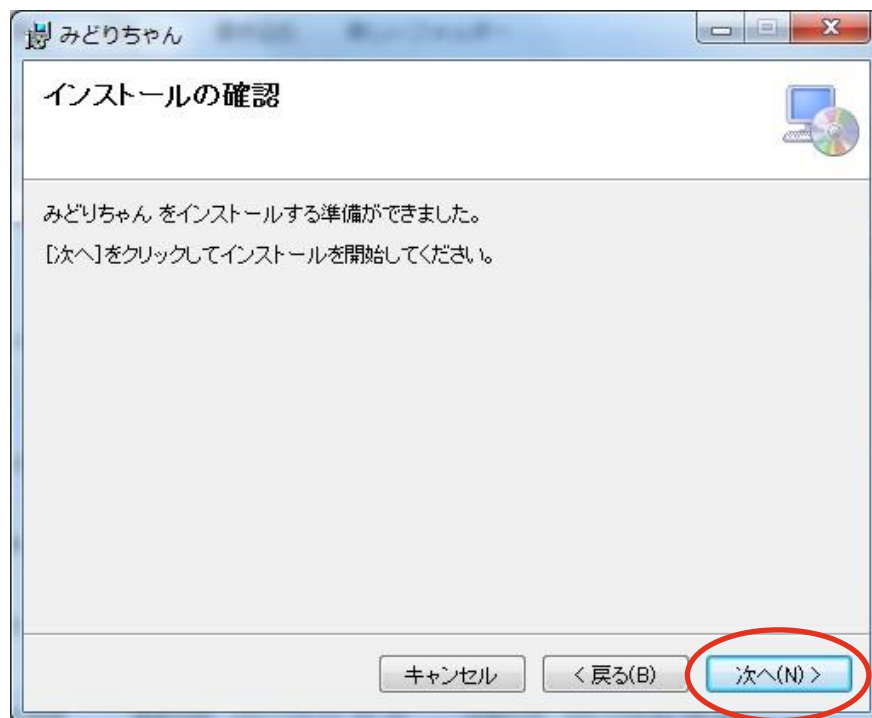 みどりちゃん
インストールの確認
みどりちゃん をインストールする準備ができました。
[次へ]をクリックしてインストールを開始してください。
キャンセル
< 戻る(B)
次へ(N) >